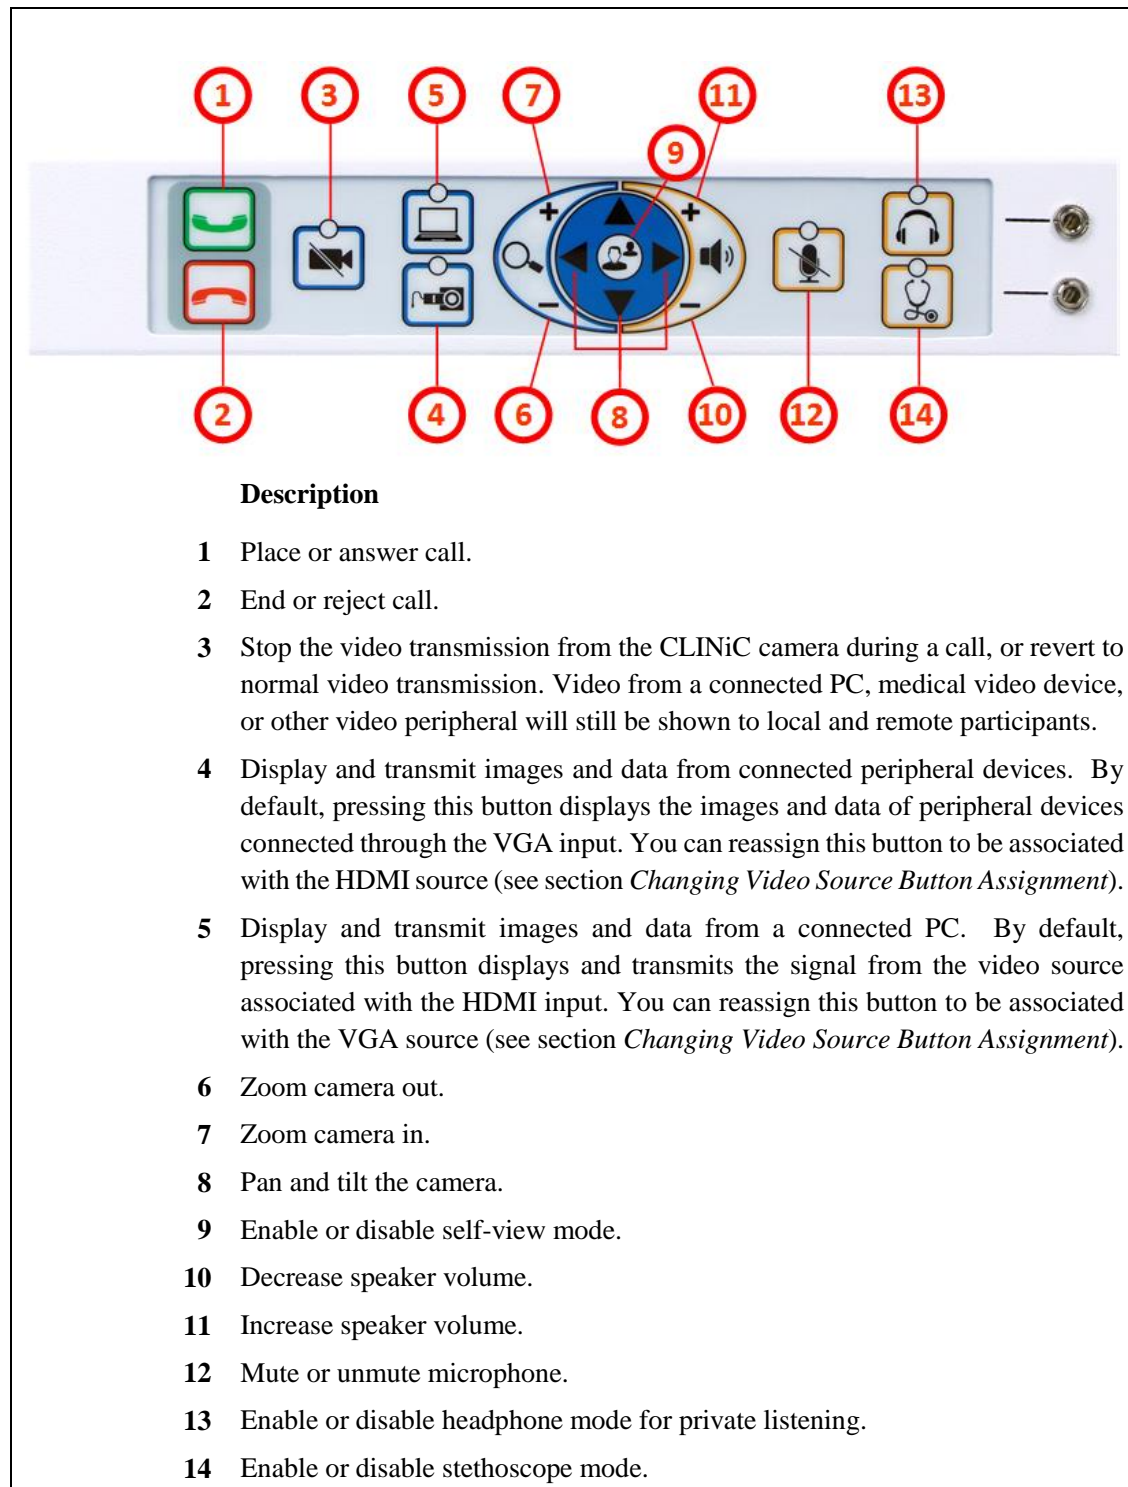 1 3 5 7 11 13
9
2 4 6 8 10 12 14
Description
1 Place or answer call.
2 End or reject call.
3 Stop the video transmission from the CLINiC camera during a call, or revert to
normal video transmission. Video from a connected PC, medical video device,
or other video peripheral will still be shown to local and remote participants.
4 Display and transmit images and data from connected peripheral devices. By
default, pressing this button displays the images and data of peripheral devices
connected through the VGA input. You can reassign this button to be associated
with the HDMI source (see section Changing Video Source Button Assignment).
5 Display and transmit images and data from a connected PC. By default,
pressing this button displays and transmits the signal from the video source
associated with the HDMI input. You can reassign this button to be associated
with the VGA source (see section Changing Video Source Button Assignment).
6 Zoom camera out.
7 Zoom camera in.
8 Pan and tilt the camera.
9 Enable or disable self-view mode.
10 Decrease speaker volume.
11 Increase speaker volume.
12 Mute or unmute microphone.
13 Enable or disable headphone mode for private listening.
14 Enable or disable stethoscope mode.